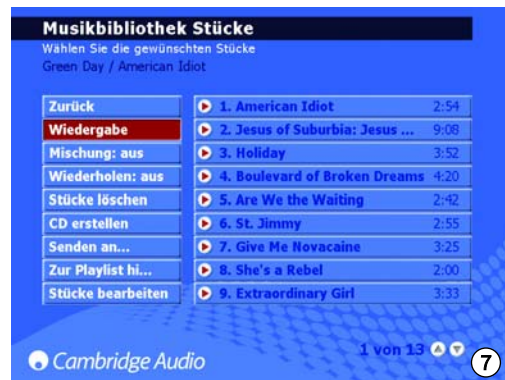 Musikbibliothek Stücke
Wählen Sie die gewünschten Stücke
Green Day / American Idiot
Zurück
Wiedergabe
Mischung: aus
Wiederholen: aus
Stücke löschen
CD erstellen
Senden an...
Zur Playlist hi...
Stücke bearbeiten
1. American Idiot 2:54
2. Jesus of Suburbia: Jesus ... 9:08
3. Holiday 3:52
4. Boulevard of Broken Dreams 4:20
5. Are We the Waiting 2:42
6. St. Jimmy 2:55
7. Give Me Novacaine 3:25
8. She's a Rebel 2:00
9. Extraordinary Girl 3:33
1 von 13
Cambridge Audio
7